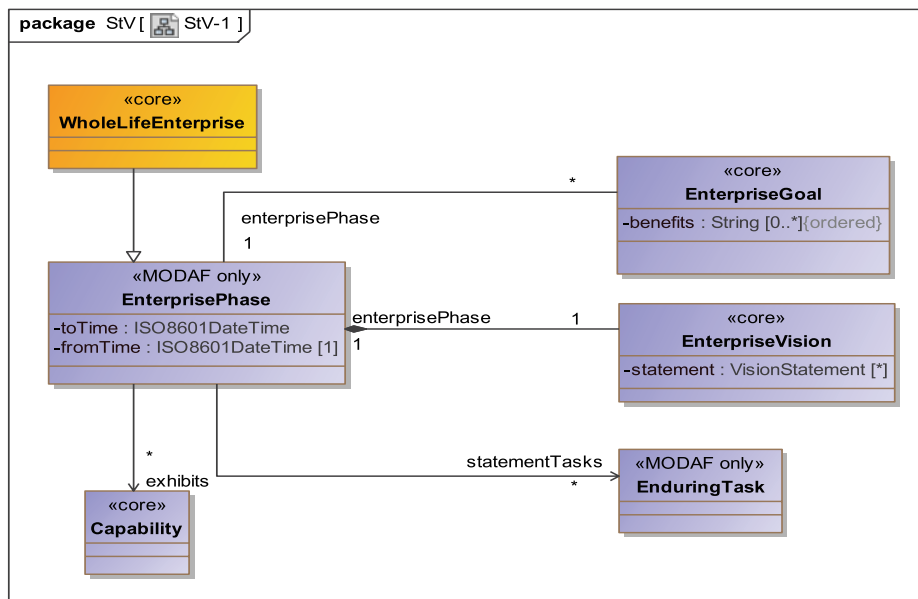 package StV [ StV-1 ]
«core»
WholeLifeEnterprise
«core»
EnterpriseGoal
-benefits : String [0..*]{ordered}
*
enterprisePhase
1
«MODAF only»
EnterprisePhase
-toTime : ISO8601DateTime
-fromTime : ISO8601DateTime [1]
enterprisePhase
1
1
«core»
EnterpriseVision
-statement : VisionStatement [*]
*
exhibits
«core»
Capability
statementTasks
*
«MODAF only»
EnduringTask